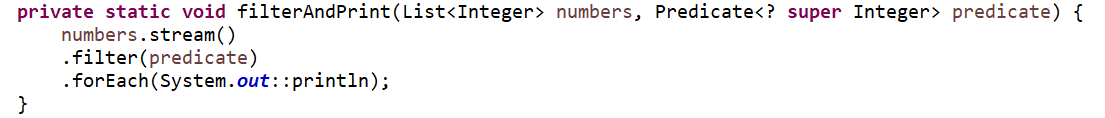 private static void filterAndPrint(List<Integer> numbers, Predicate<? super Integer> predicate) {
    numbers.stream()
    .filter(predicate)
    .forEach(System.out::println);
}